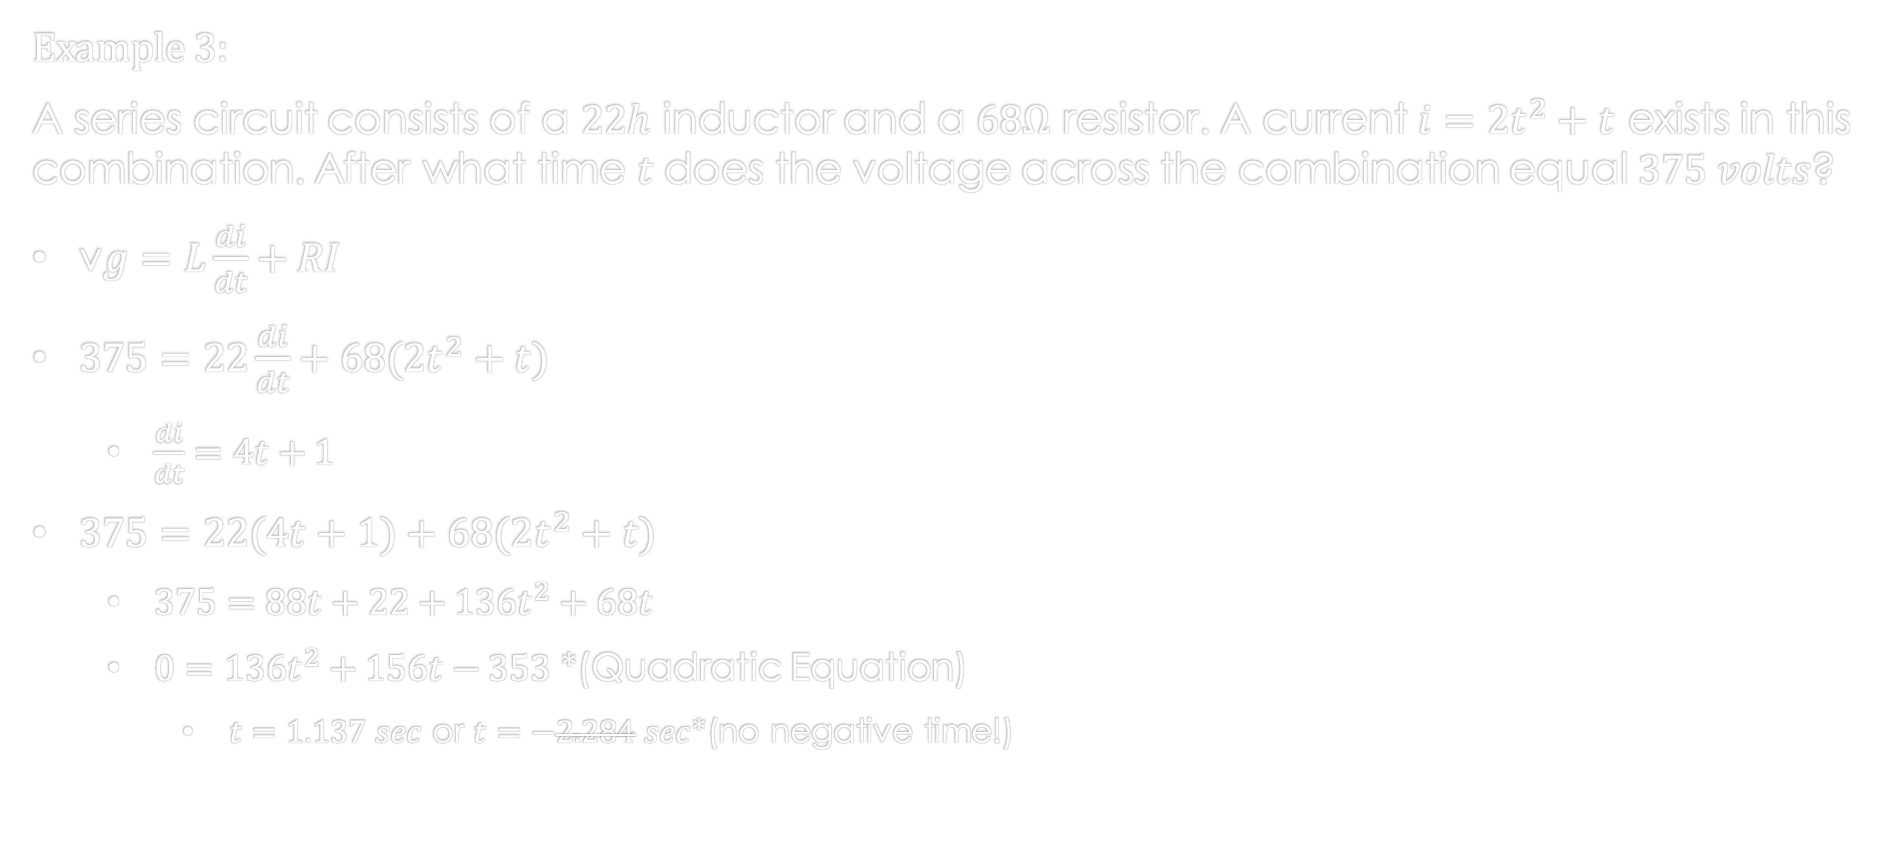 Example 3:
A series circuit consists of a 22h inductor and a 68Ω resistor. A current i = 2t² + t exists in this
combination. After what time t does the voltage across the combination equal 375 volts?
• vg = L di/dt + RI
• 375 = 22 di/dt + 68(2t² + t)
• di/dt = 4t + 1
• 375 = 22(4t + 1) + 68(2t² + t)
• 375 = 88t + 22 + 136t² + 68t
• 0 = 136t² + 156t − 353 *(Quadratic Equation)
• t = 1.137 sec or t = −2.284 sec*(no negative time!)